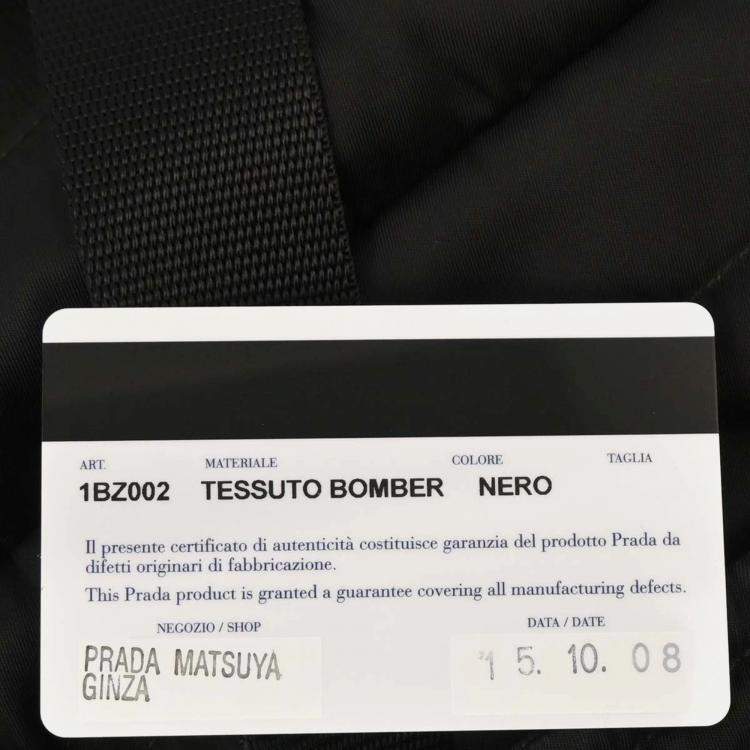 ART. MATERIALE COLORE TAGLIA
1BZ002 TESSUTO BOMBER NERO
Il presente certificato di autenticità costituisce garanzia del prodotto Prada da
difetti originari di fabbricazione.
This Prada product is granted a guarantee covering all manufacturing defects.
NEGOZIO / SHOP DATA / DATE
PRADA MATSUYA
GINZA
15. 10. 08